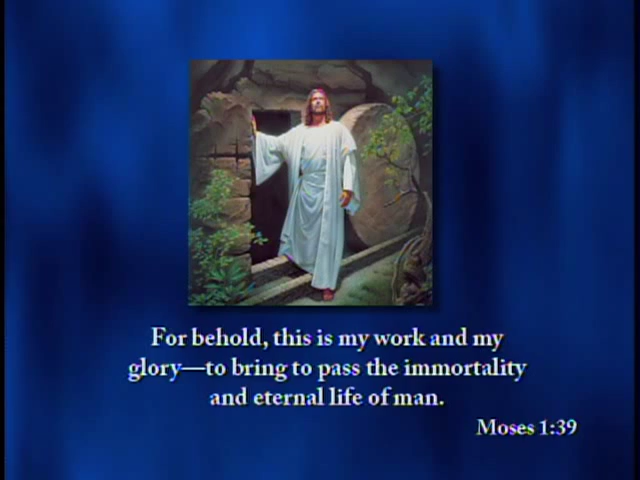 For behold, this is my work and my
glory—to bring to pass the immortality
and eternal life of man.
Moses 1:39